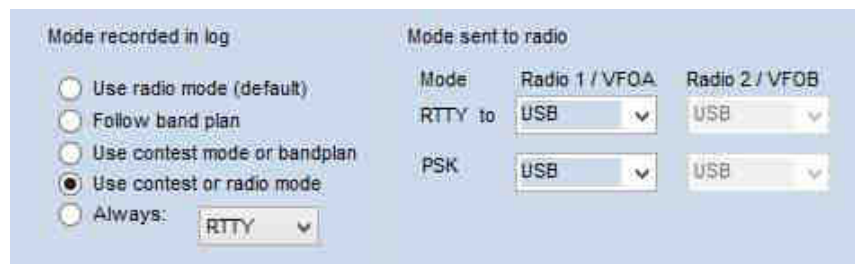 Mode recorded in log
Use radio mode (default)
Follow band plan
Use contest mode or bandplan
Use contest or radio mode
Always: RTTY
Mode sent to radio
Mode Radio 1 / VFOA Radio 2 / VFOB
RTTY to USB USB
PSK USB USB